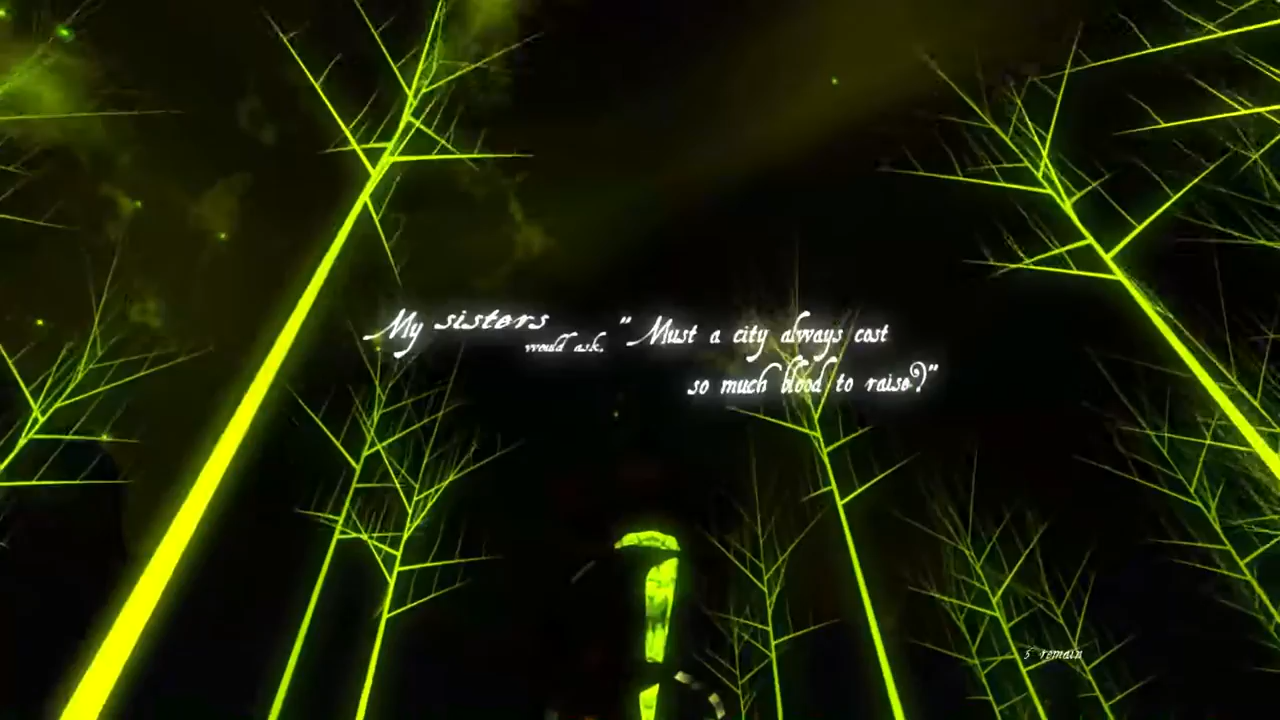 My sisters would ask, "Must a city always cost
so much blood to raise?"
5 remain